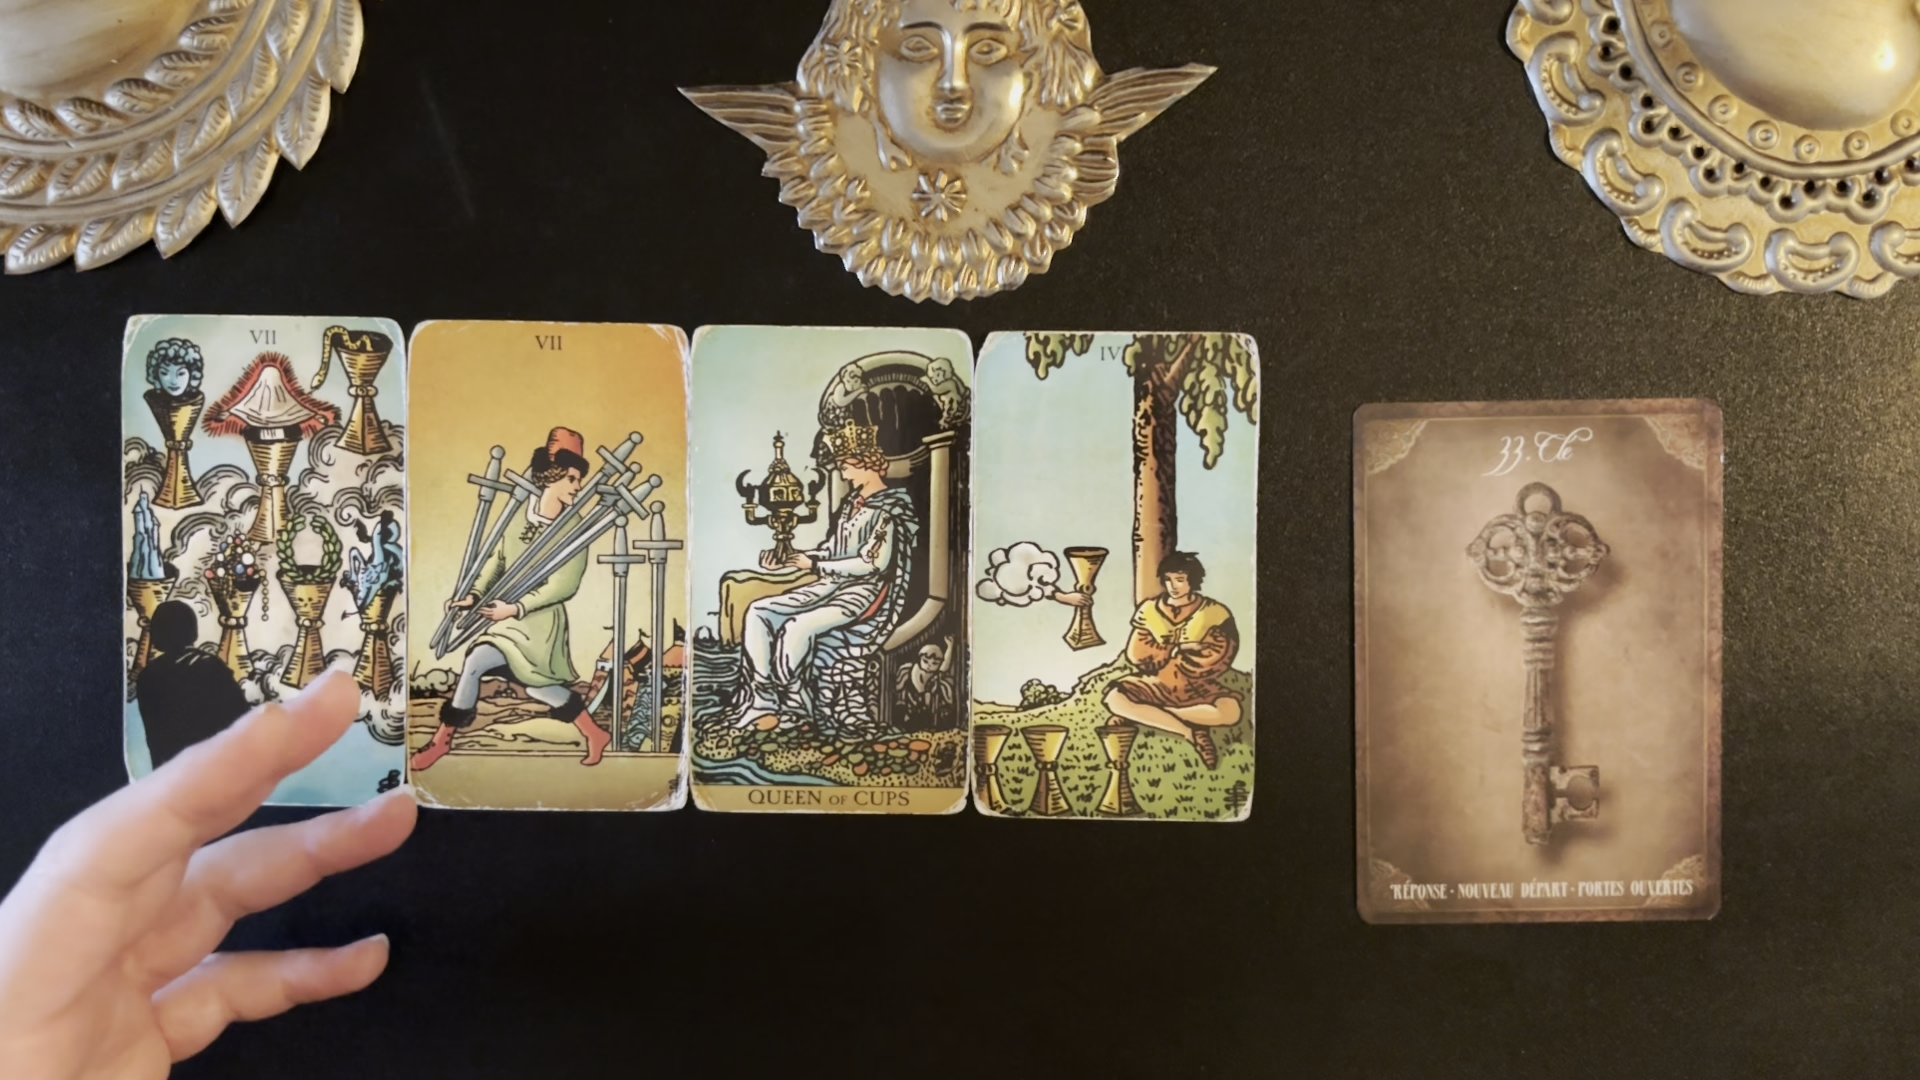 VII
VII
QUEEN OF CUPS
IV
33. Clé
RÉPONSE · NOUVEAU DÉPART · PORTES OUVERTES